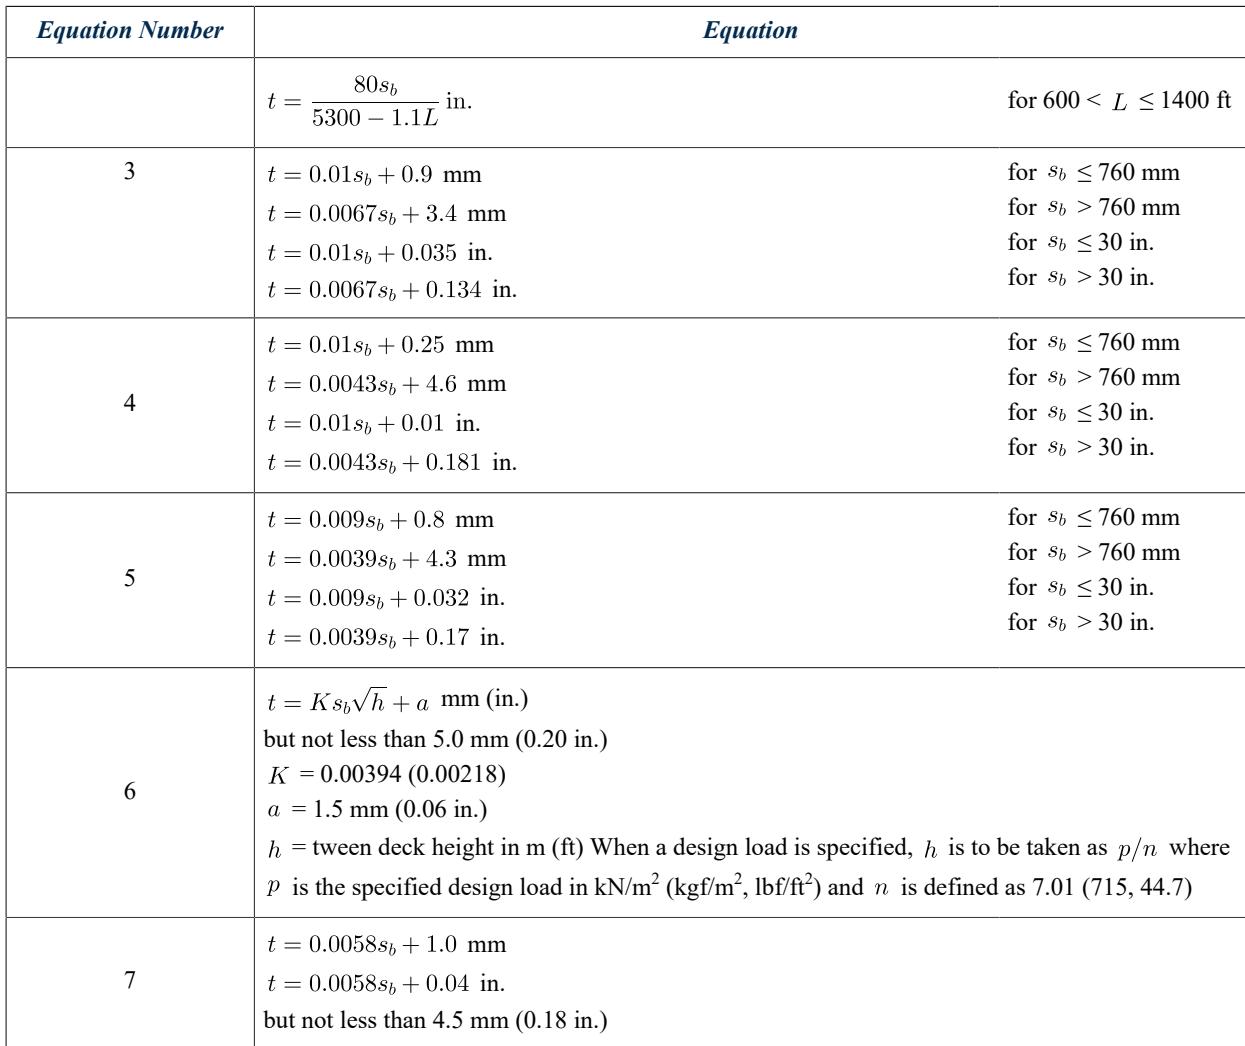 Equation Number Equation
t = 80s_b / (5300 − 1.1L) in. for 600 < L ≤ 1400 ft
3
t = 0.01s_b + 0.9 mm for s_b ≤ 760 mm
t = 0.0067s_b + 3.4 mm for s_b > 760 mm
t = 0.01s_b + 0.035 in. for s_b ≤ 30 in.
t = 0.0067s_b + 0.134 in. for s_b > 30 in.
4
t = 0.01s_b + 0.25 mm for s_b ≤ 760 mm
t = 0.0043s_b + 4.6 mm for s_b > 760 mm
t = 0.01s_b + 0.01 in. for s_b ≤ 30 in.
t = 0.0043s_b + 0.181 in. for s_b > 30 in.
5
t = 0.009s_b + 0.8 mm for s_b ≤ 760 mm
t = 0.0039s_b + 4.3 mm for s_b > 760 mm
t = 0.009s_b + 0.032 in. for s_b ≤ 30 in.
t = 0.0039s_b + 0.17 in. for s_b > 30 in.
6
t = Ks_b√h + a mm (in.)
but not less than 5.0 mm (0.20 in.)
K = 0.00394 (0.00218)
a = 1.5 mm (0.06 in.)
h = tween deck height in m (ft) When a design load is specified, h is to be taken as p/n where
p is the specified design load in kN/m² (kgf/m², lbf/ft²) and n is defined as 7.01 (715, 44.7)
7
t = 0.0058s_b + 1.0 mm
t = 0.0058s_b + 0.04 in.
but not less than 4.5 mm (0.18 in.)